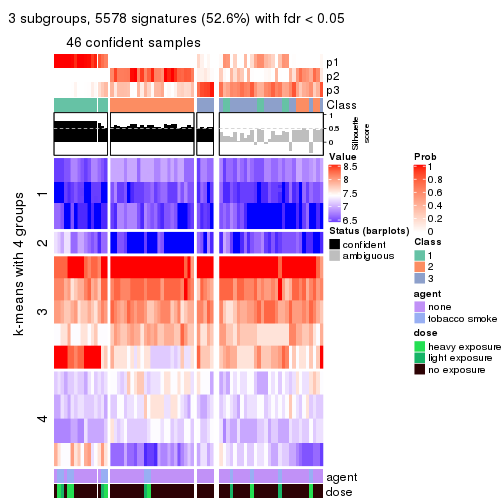 3 subgroups, 5578 signatures (52.6%) with fdr < 0.05
46 confident samples
p1
p2
p3
Class
1
0.5
0
Silhouette
score
k-means with 4 groups
1
2
3
4
agent
dose
Value
8.5
8
7.5
7
6.5
Status (barplots)
confident
ambiguous
Prob
1
0.8
0.6
0.4
0.2
0
Class
1
2
3
agent
none
tobacco smoke
dose
heavy exposure
light exposure
no exposure